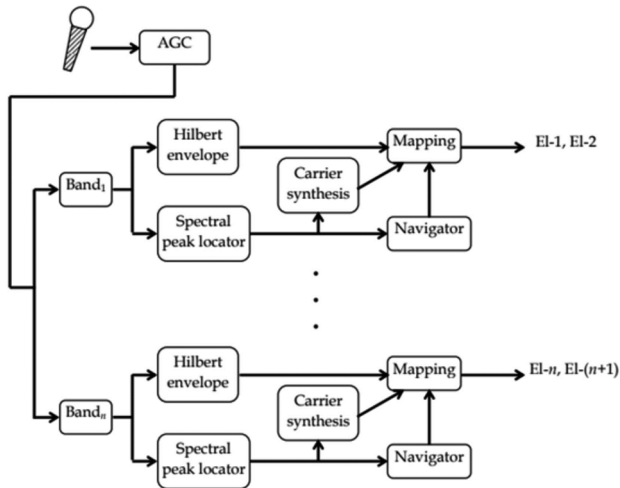 AGC
Hilbert
envelope
Mapping
El-1, El-2
Carrier
synthesis
Band₁
Spectral
peak locator
Navigator
Hilbert
envelope
Mapping
El-n, El-(n+1)
Carrier
synthesis
Bandₙ
Spectral
peak locator
Navigator